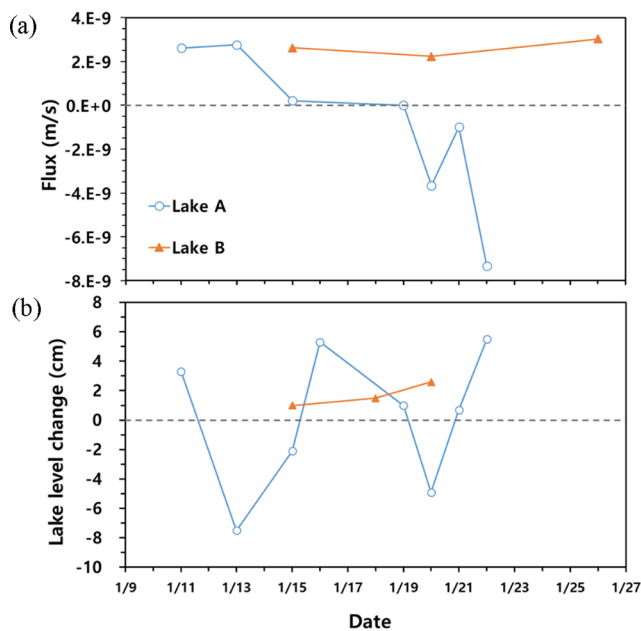 (a)
Flux (m/s)
4.E-9
2.E-9
0.E+0
-2.E-9
-4.E-9
-6.E-9
-8.E-9
Lake A
Lake B
(b)
Lake level change (cm)
8
6
4
2
0
-2
-4
-6
-8
-10
1/9 1/11 1/13 1/15 1/17 1/19 1/21 1/23 1/25 1/27
Date